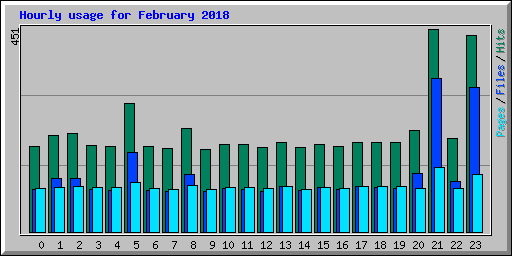 Hourly usage for February 2018
451
Pages / Files / Hits
0 1 2 3 4 5 6 7 8 9 10 11 12 13 14 15 16 17 18 19 20 21 22 23